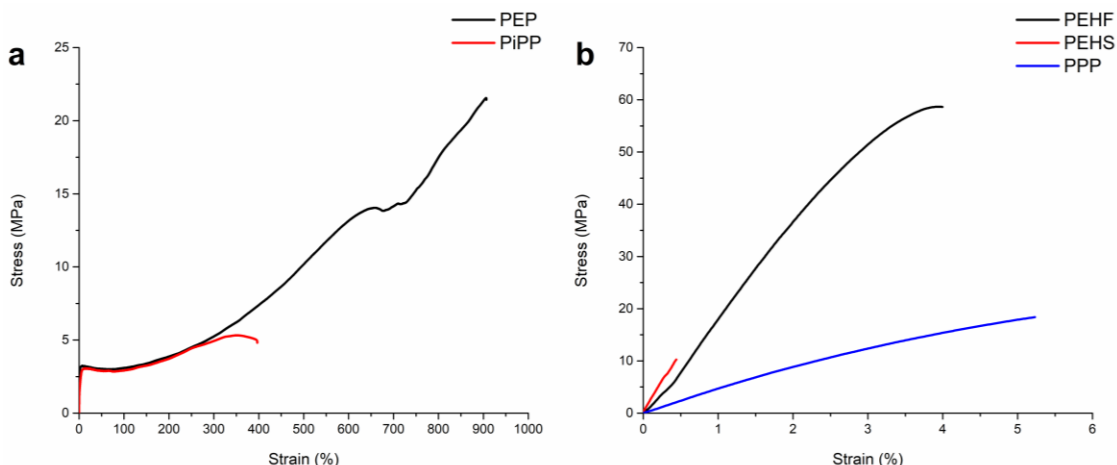 a
PEP
PiPP
Stress (MPa)
25
20
15
10
5
0
0 100 200 300 400 500 600 700 800 900 1000
Strain (%)
b
PEHF
PEHS
PPP
Stress (MPa)
70
60
50
40
30
20
10
0
0 1 2 3 4 5 6
Strain (%)